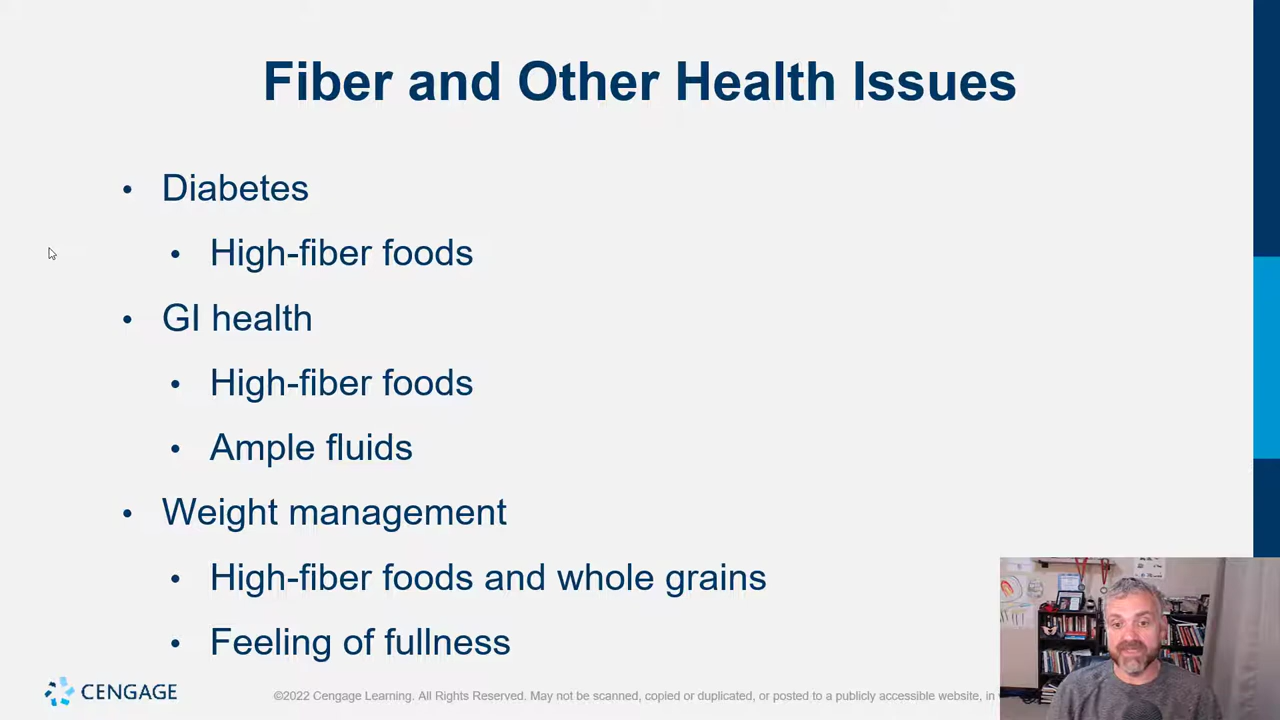 Fiber and Other Health Issues
• Diabetes
• High-fiber foods
• GI health
• High-fiber foods
• Ample fluids
• Weight management
• High-fiber foods and whole grains
• Feeling of fullness
CENGAGE
©2022 Cengage Learning. All Rights Reserved. May not be scanned, copied or duplicated, or posted to a publicly accessible website, in